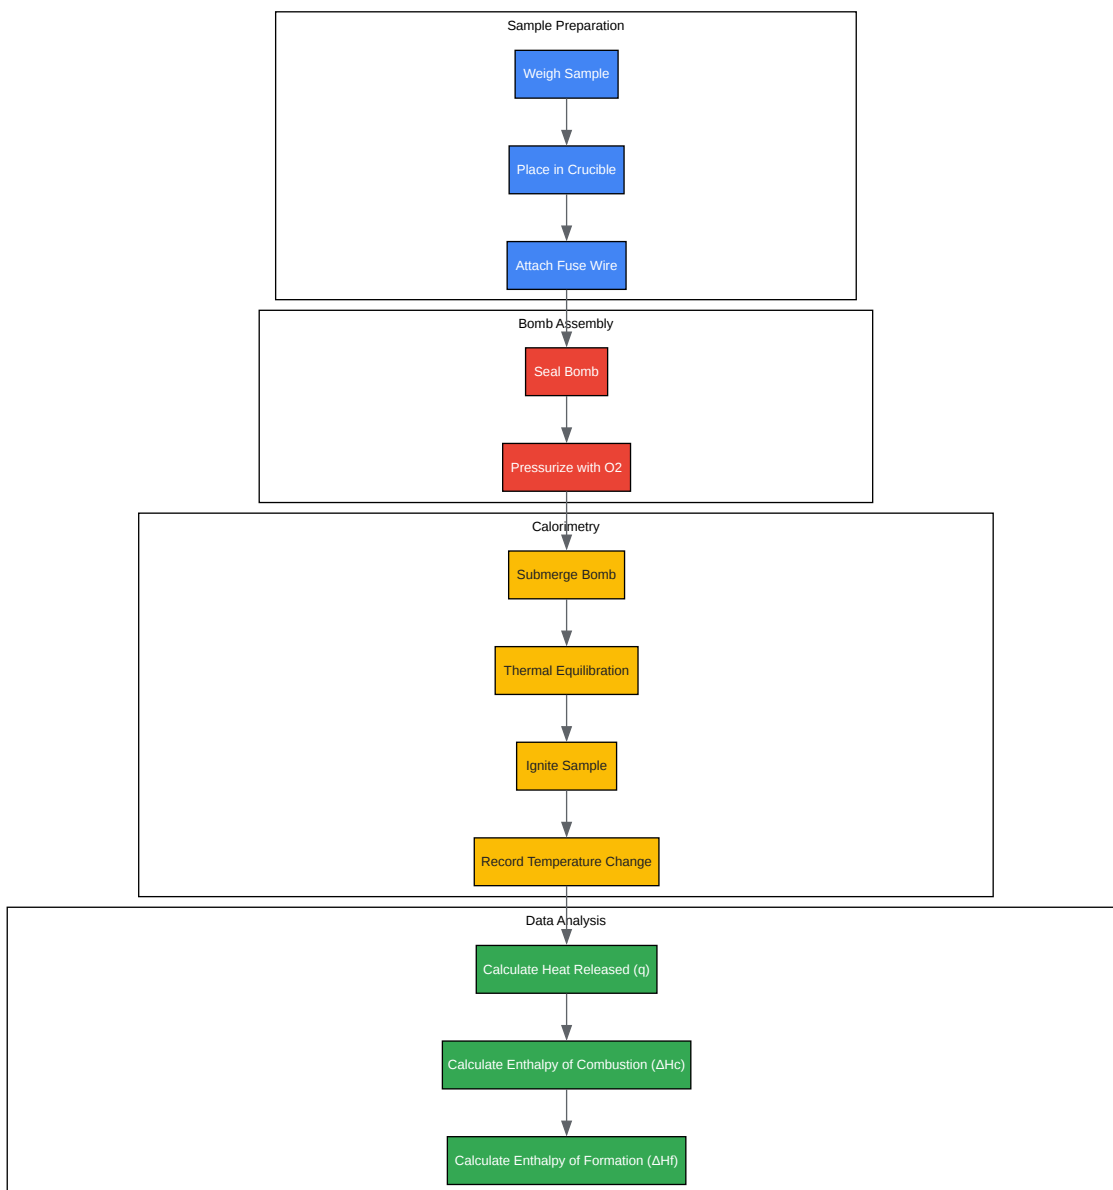 Sample Preparation
Weigh Sample
Place in Crucible
Attach Fuse Wire
Bomb Assembly
Seal Bomb
Pressurize with O2
Calorimetry
Submerge Bomb
Thermal Equilibration
Ignite Sample
Record Temperature Change
Data Analysis
Calculate Heat Released (q)
Calculate Enthalpy of Combustion (ΔHc)
Calculate Enthalpy of Formation (ΔHf)